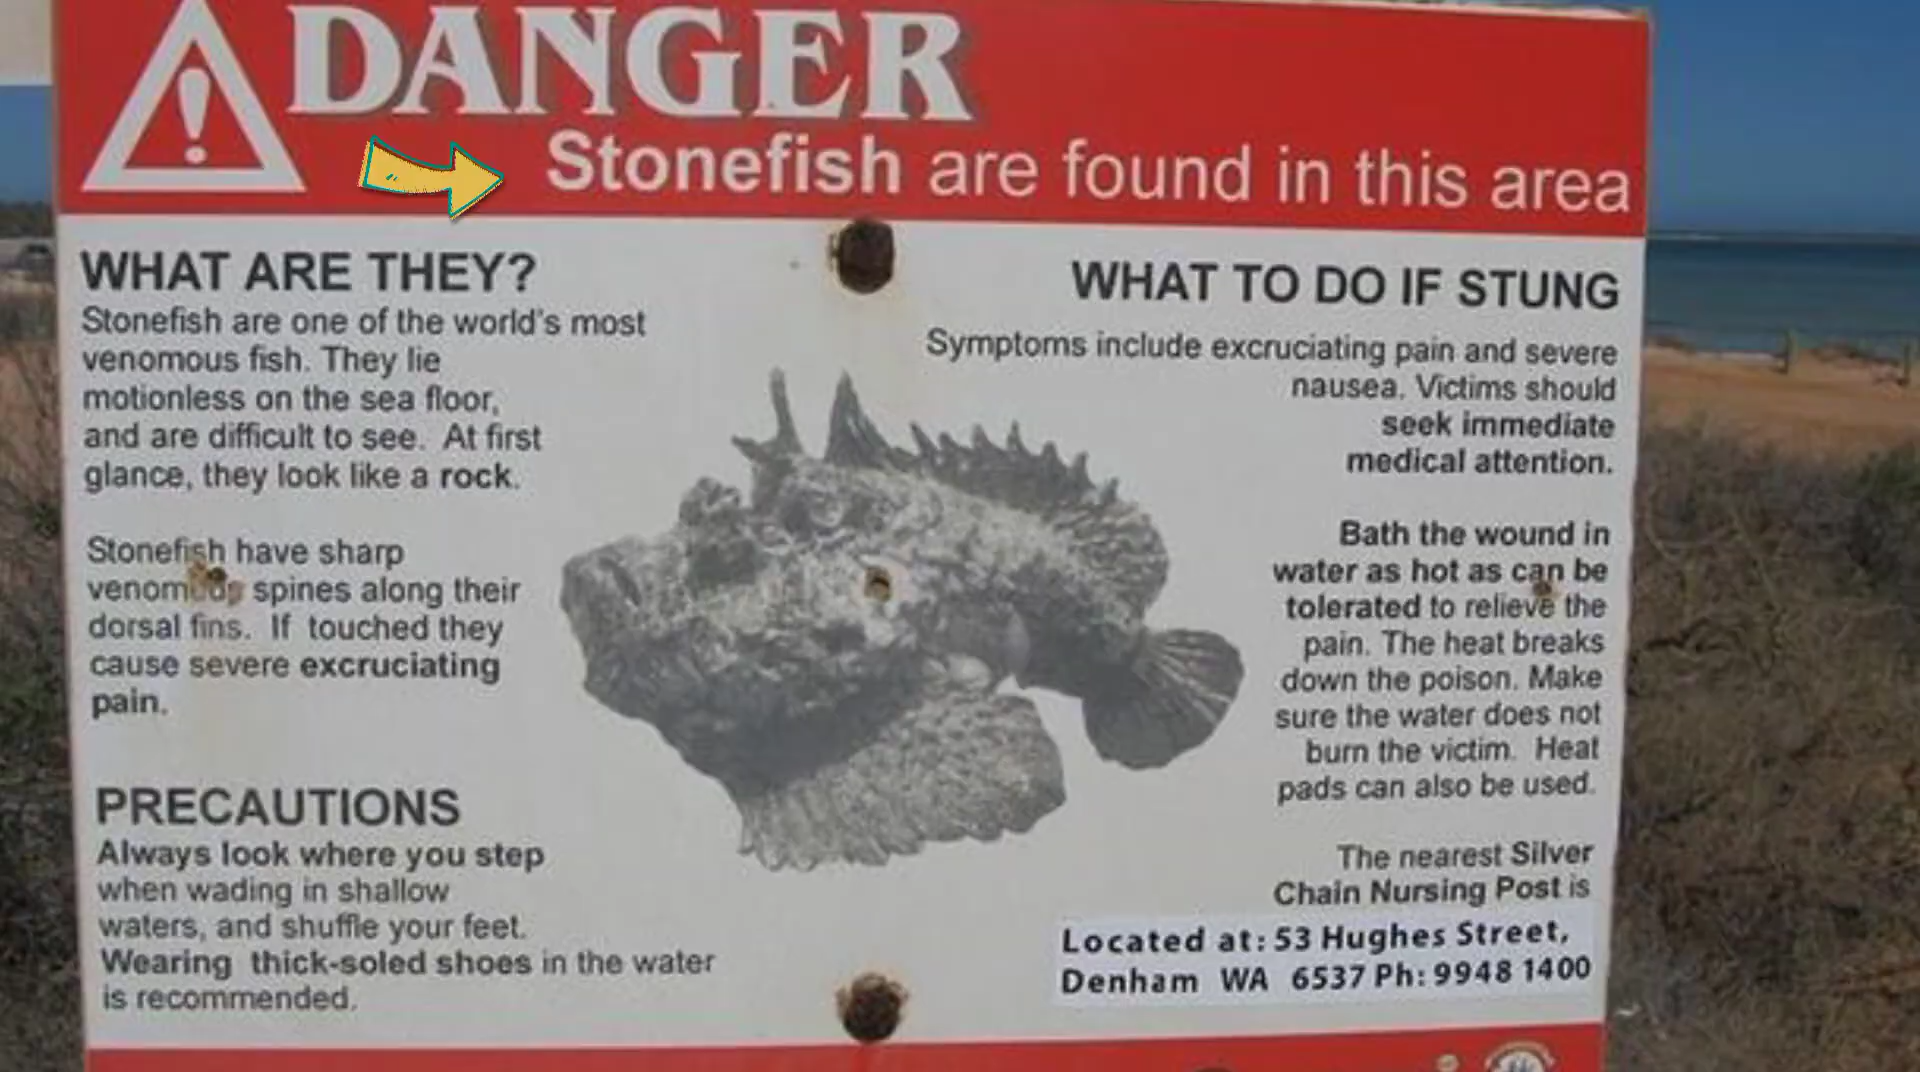 DANGER
Stonefish are found in this area
WHAT ARE THEY?
Stonefish are one of the world's most
venomous fish. They lie
motionless on the sea floor,
and are difficult to see. At first
glance, they look like a rock.
Stonefish have sharp
venomous spines along their
dorsal fins. If touched they
cause severe excruciating
pain.
PRECAUTIONS
Always look where you step
when wading in shallow
waters, and shuffle your feet.
Wearing thick-soled shoes in the water
is recommended.
WHAT TO DO IF STUNG
Symptoms include excruciating pain and severe
nausea. Victims should
seek immediate
medical attention.
Bath the wound in
water as hot as can be
tolerated to relieve the
pain. The heat breaks
down the poison. Make
sure the water does not
burn the victim. Heat
pads can also be used.
The nearest Silver
Chain Nursing Post is
Located at: 53 Hughes Street,
Denham WA 6537 Ph: 9948 1400